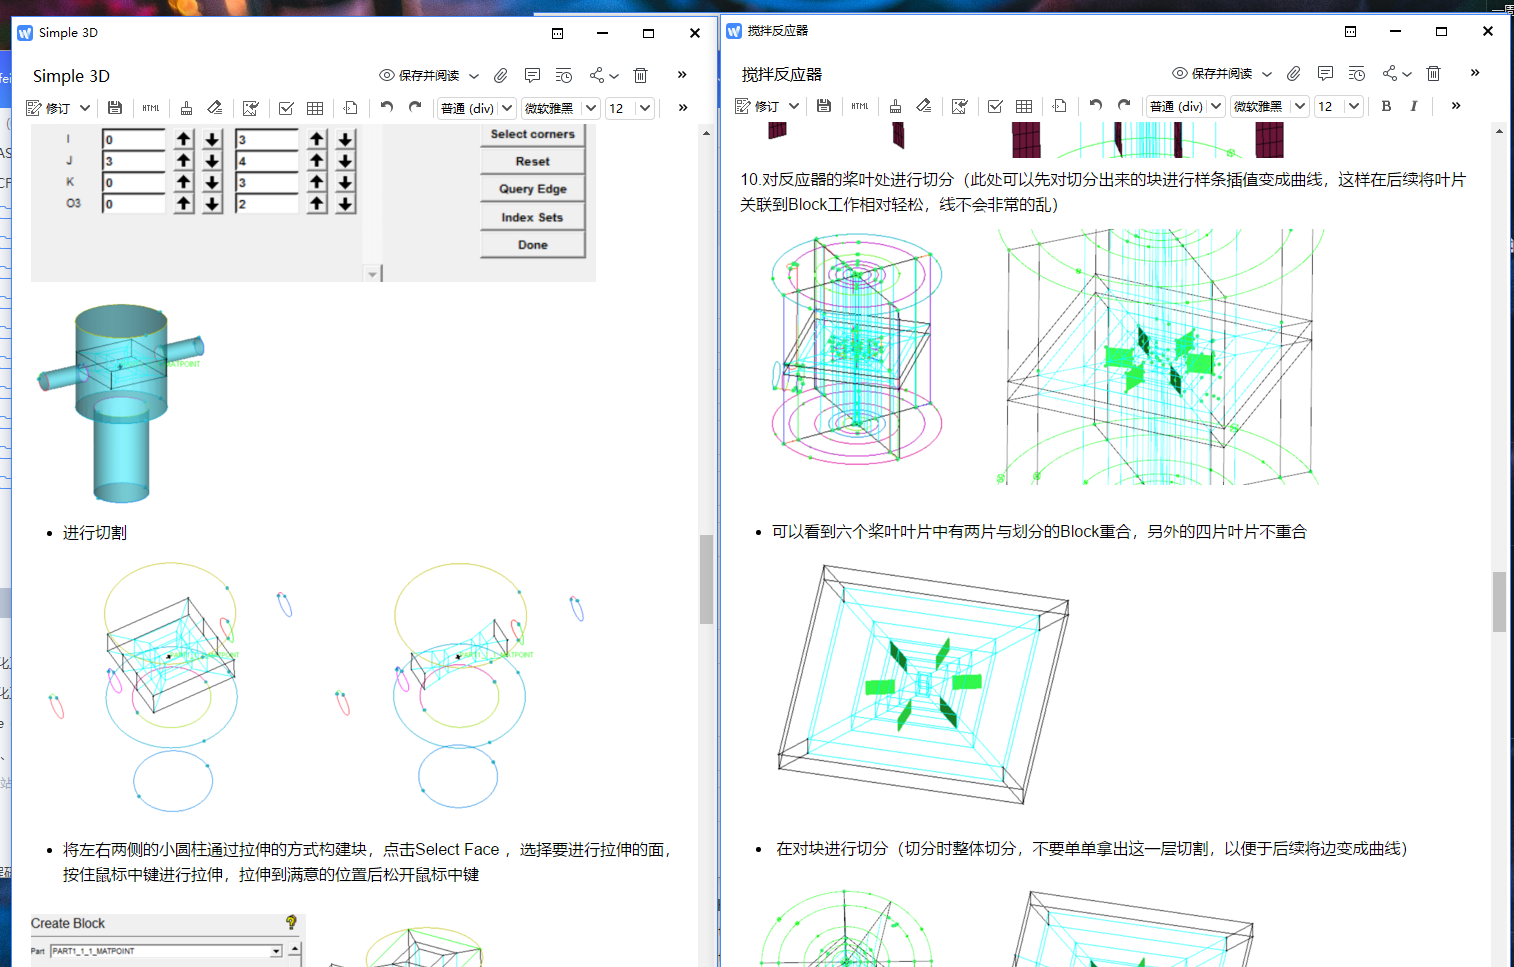 Simple 3D
Simple 3D
保存并阅读
修订
HTML
普通 (div)
微软雅黑
12
I
0
3
J
3
4
K
0
3
O3
0
2
Select corners
Reset
Query Edge
Index Sets
Done
MATPOINT
进行切割
MATPOINT
PART1_1_1_MATPOINT
将左右两侧的小圆柱通过拉伸的方式构建块，点击Select Face ，选择要进行拉伸的面，
按住鼠标中键进行拉伸，拉伸到满意的位置后松开鼠标中键
Create Block
Part
PART1_1_1_MATPOINT
搅拌反应器
搅拌反应器
保存并阅读
修订
HTML
普通 (div)
微软雅黑
12
B
I
10.对反应器的桨叶处进行切分（此处可以先对切分出来的块进行样条插值变成曲线，这样在后续将叶片
关联到Block工作相对轻松，线不会非常的乱）
可以看到六个桨叶叶片中有两片与划分的Block重合，另外的四片叶片不重合
在对块进行切分（切分时整体切分，不要单单拿出这一层切割，以便于后续将边变成曲线）